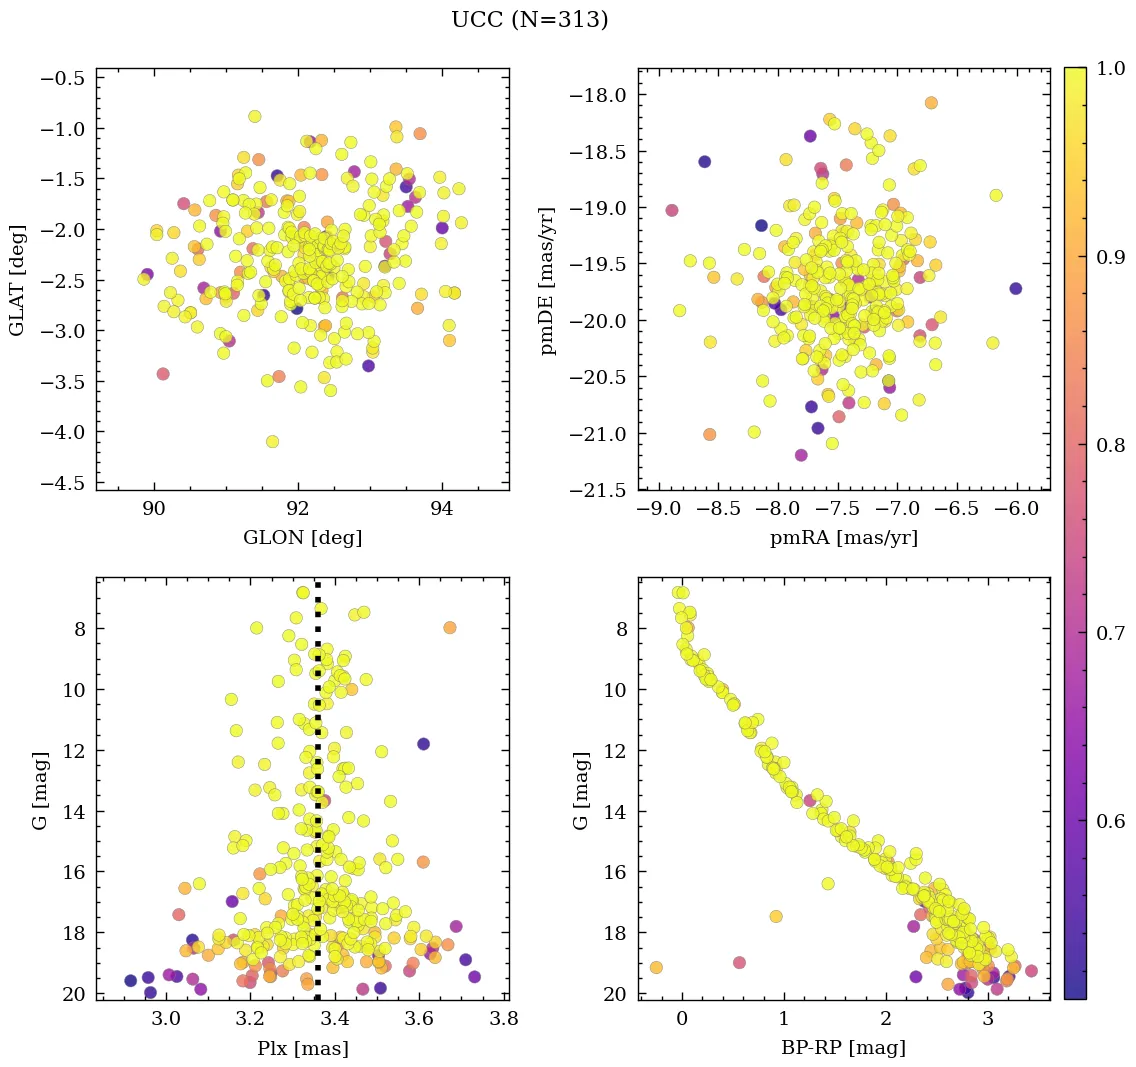 UCC (N=313)
−0.5
−1.0
−1.5
−2.0
−2.5
−3.0
−3.5
−4.0
−4.5
GLAT [deg]
90 92 94
GLON [deg]
−18.0
−18.5
−19.0
−19.5
−20.0
−20.5
−21.0
−21.5
pmDE [mas/yr]
−9.0 −8.5 −8.0 −7.5 −7.0 −6.5 −6.0
pmRA [mas/yr]
8
10
12
14
16
18
20
G [mag]
3.0 3.2 3.4 3.6 3.8
Plx [mas]
8
10
12
14
16
18
20
G [mag]
0 1 2 3
BP-RP [mag]
1.0
0.9
0.8
0.7
0.6